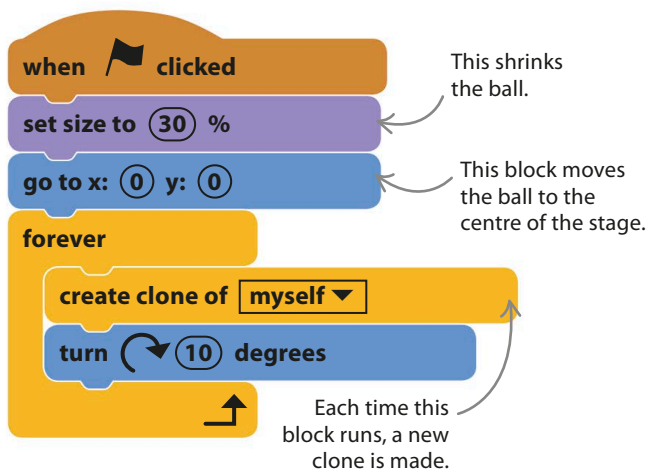 when clicked
This shrinks
the ball.
set size to 30 %
go to x: 0 y: 0
This block moves
the ball to the
centre of the stage.
forever
create clone of myself
turn 10 degrees
Each time this
block runs, a new
clone is made.